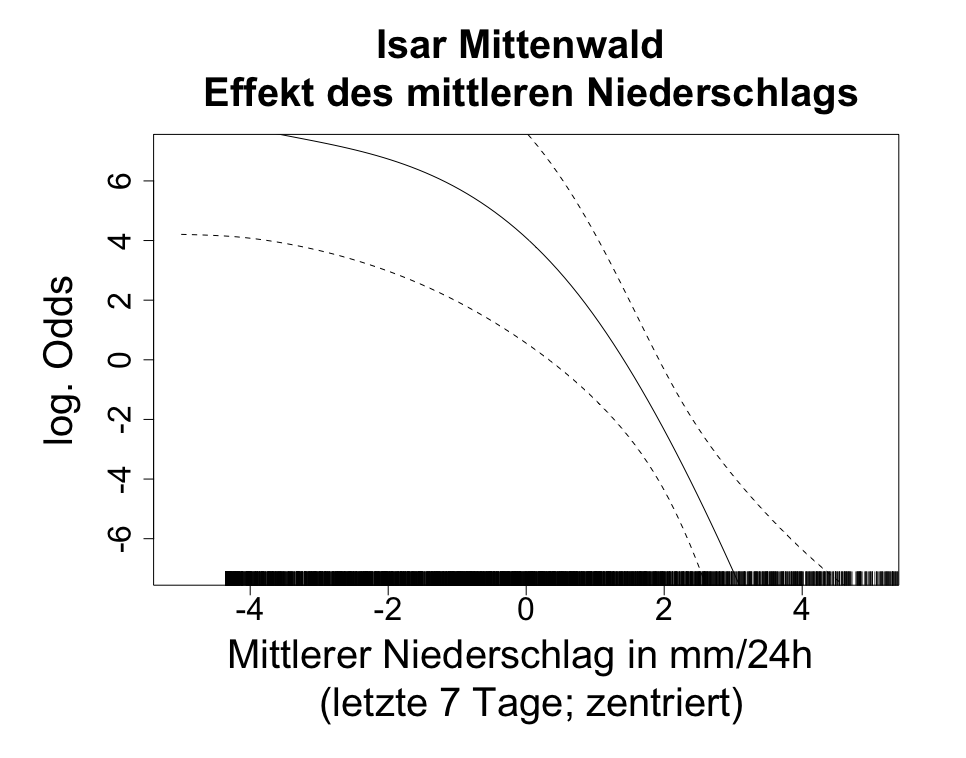 Isar Mittenwald
Effekt des mittleren Niederschlags
log. Odds
6
4
2
0
-2
-4
-6
-4 -2 0 2 4
Mittlerer Niederschlag in mm/24h
(letzte 7 Tage; zentriert)